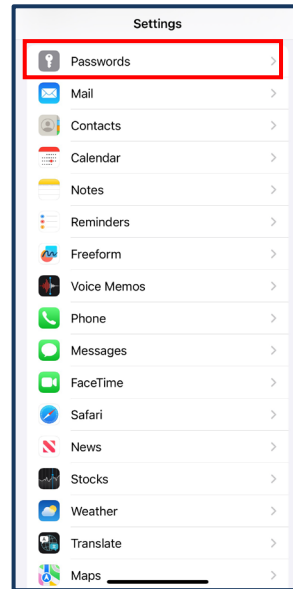 Settings
Passwords
Mail
Contacts
Calendar
Notes
Reminders
Freeform
Voice Memos
Phone
Messages
FaceTime
Safari
News
Stocks
Weather
Translate
Maps